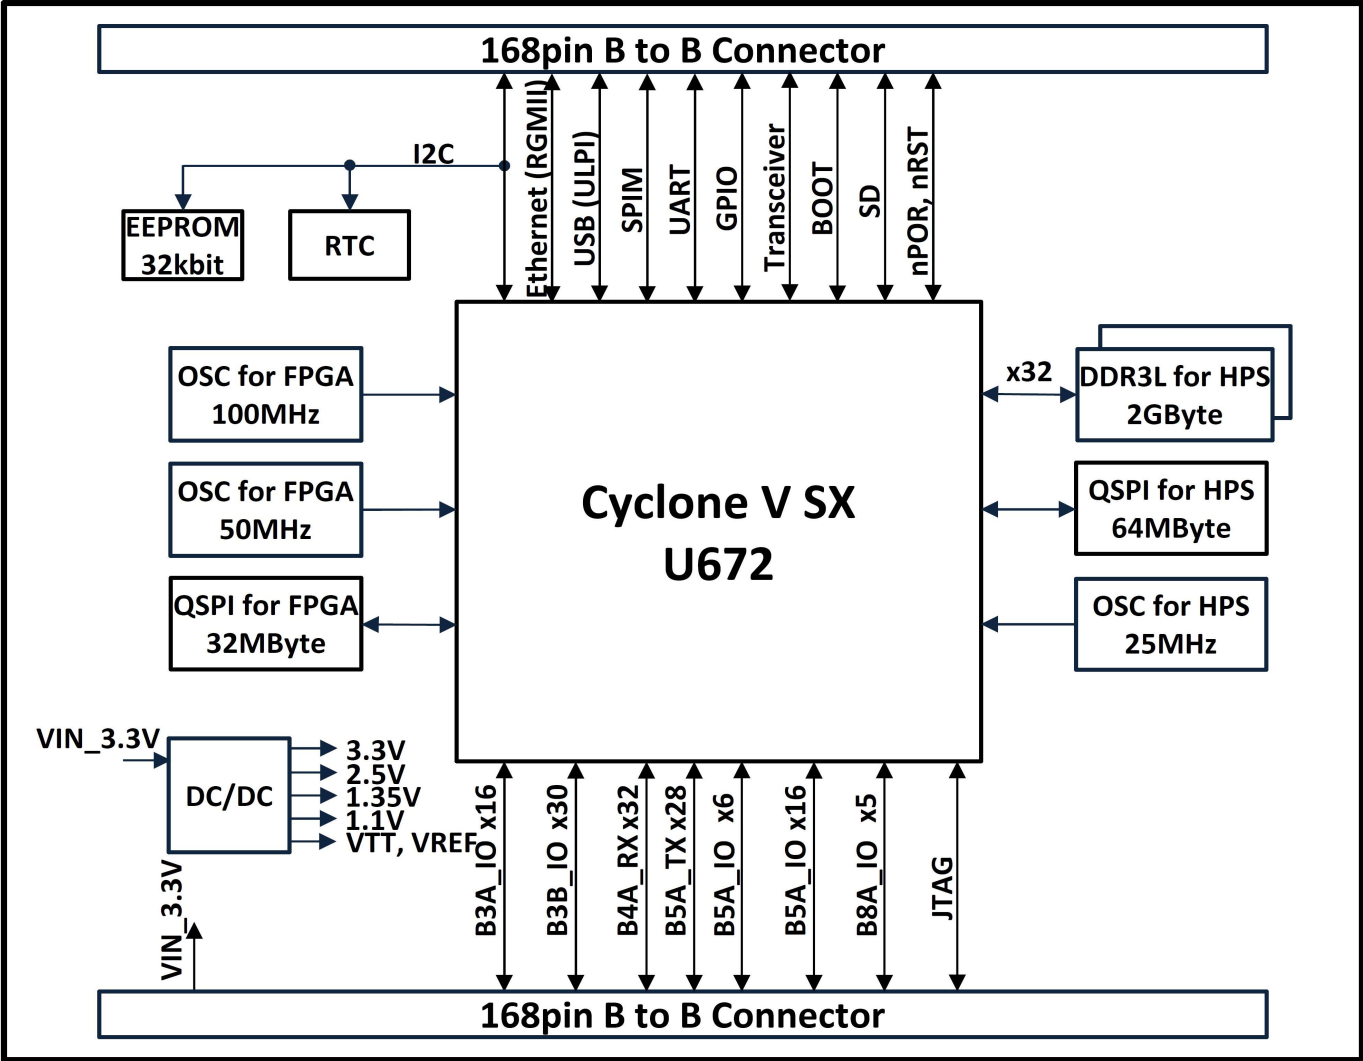 168pin B to B Connector
I2C
Ethernet (RGMII)
USB (ULPI)
SPIM
UART
GPIO
Transceiver
BOOT
SD
nPOR, nRST
EEPROM
32kbit
RTC
OSC for FPGA
100MHz
OSC for FPGA
50MHz
QSPI for FPGA
32MByte
Cyclone V SX
U672
x32
DDR3L for HPS
2GByte
QSPI for HPS
64MByte
OSC for HPS
25MHz
VIN_3.3V
DC/DC
3.3V
2.5V
1.35V
1.1V
VTT, VREF
VIN_3.3V
B3A_IO x16
B3B_IO x30
B4A_RX x32
B5A_TX x28
B5A_IO x6
B5A_IO x16
B8A_IO x5
JTAG
168pin B to B Connector